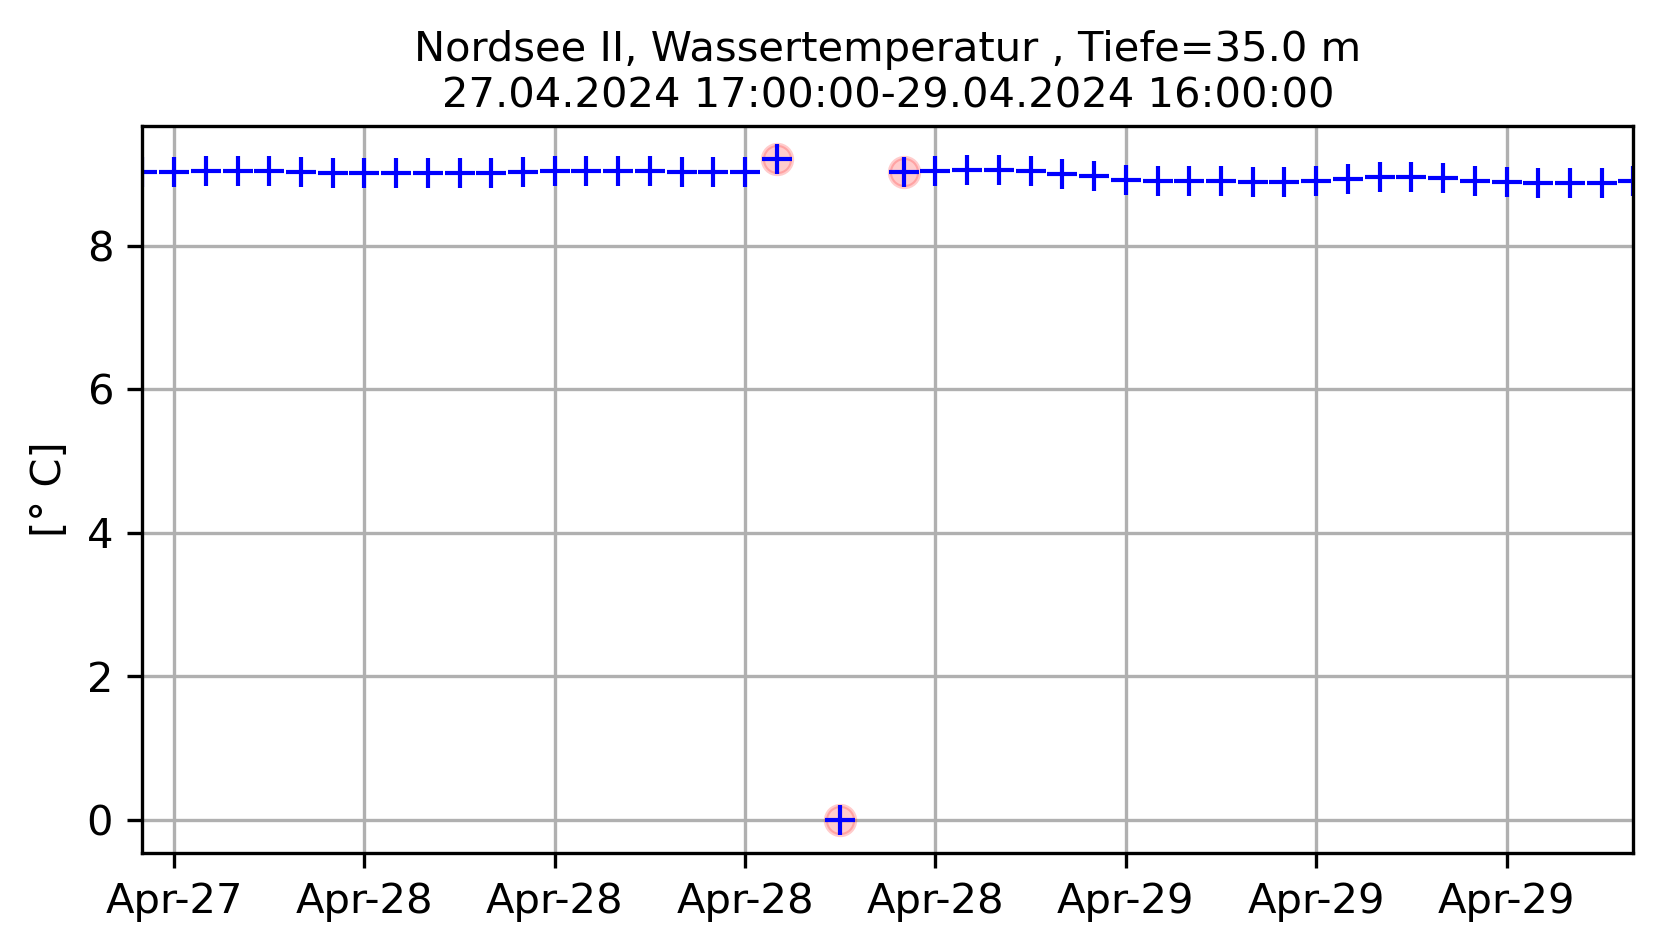 Nordsee II, Wassertemperatur , Tiefe=35.0 m
27.04.2024 17:00:00-29.04.2024 16:00:00
[° C]
8
6
4
2
0
Apr-27 Apr-28 Apr-28 Apr-28 Apr-28 Apr-29 Apr-29 Apr-29